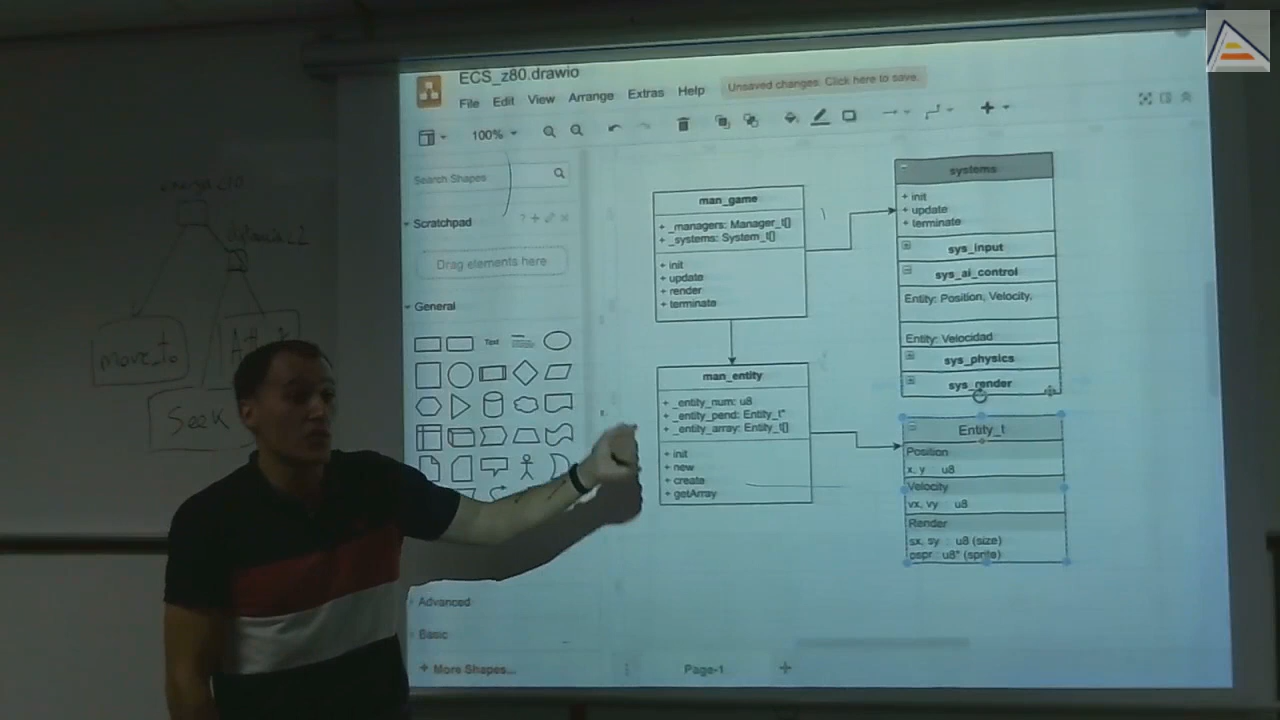 ECS_z80.drawio
File Edit View Arrange Extras Help
Unsaved changes. Click here to save.
100%
Search Shapes
Scratchpad
Drag elements here
General
Text
Advanced
Basic
+ More Shapes...
Page-1
man_game
+ _managers: Manager_t[]
+ _systems: System_t[]
+ init
+ update
+ render
+ terminate
man_entity
+ _entity_num: u8
+ _entity_pend: Entity_t*
+ _entity_array: Entity_t[]
+ init
+ new
+ create
+ getArray
systems
+ init
+ update
+ terminate
sys_input
sys_ai_control
Entity: Position, Velocity,
Entity: Velocidad
sys_physics
sys_render
Entity_t
Position
x, y u8
Velocity
vx, vy u8
Render
sx, sy : u8 (size)
pspr : u8* (sprite)
move_to
Seek